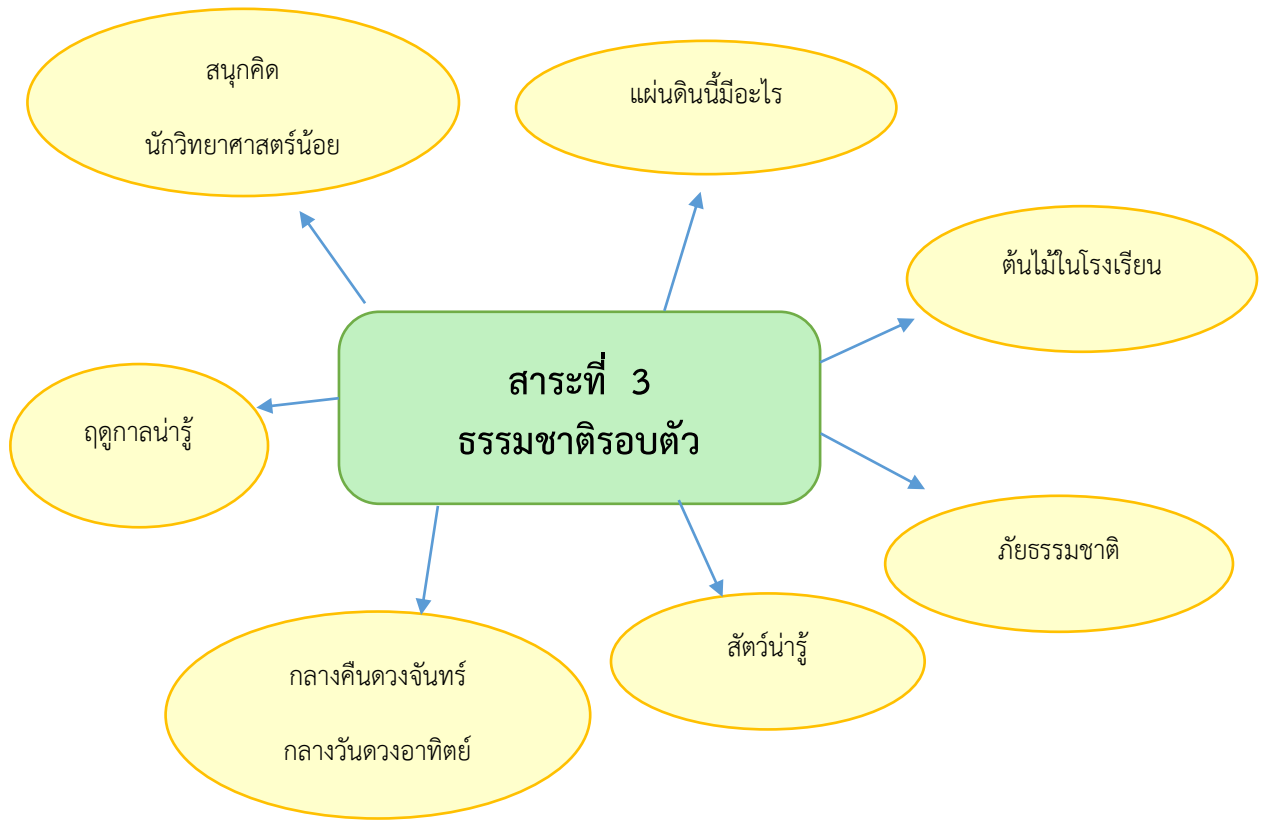 สนุกคิด
นักวิทยาศาสตร์น้อย
แผ่นดินนี้มีอะไร
ต้นไม้ในโรงเรียน
สาระที่ 3
ธรรมชาติรอบตัว
ฤดูกาลน่ารู้
ภัยธรรมชาติ
สัตว์น่ารู้
กลางคืนดวงจันทร์
กลางวันดวงอาทิตย์